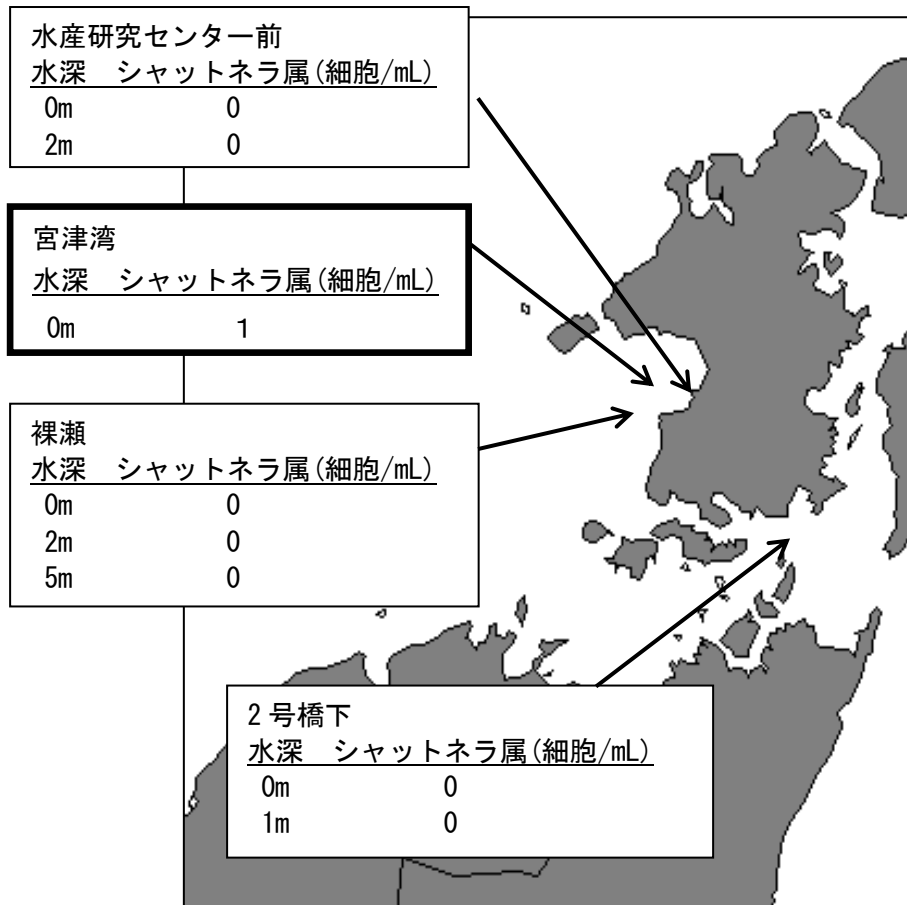 水産研究センター前
水深　シャットネラ属(細胞/mL)
0m　0
2m　0
宮津湾
水深　シャットネラ属(細胞/mL)
0m　1
裸瀬
水深　シャットネラ属(細胞/mL)
0m　0
2m　0
5m　0
2号橋下
水深　シャットネラ属(細胞/mL)
0m　0
1m　0